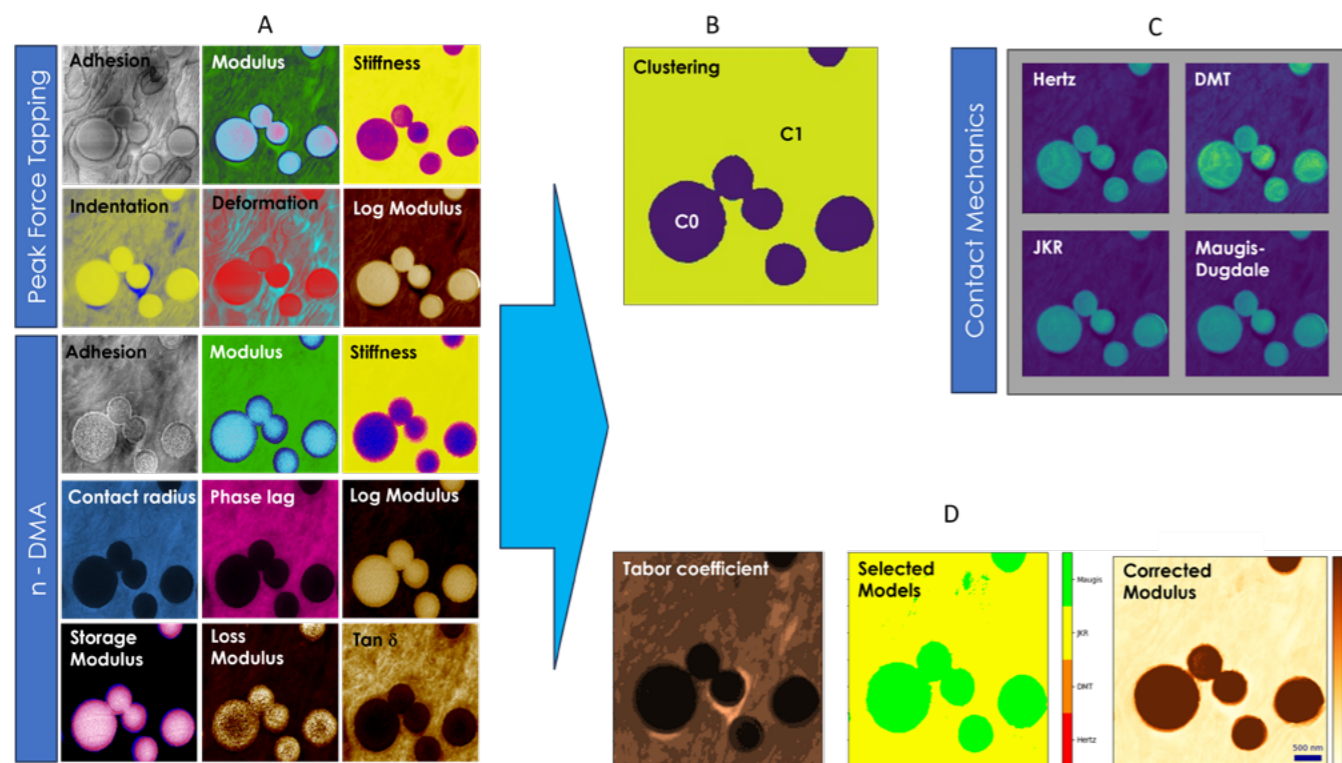 A
Peak Force Tapping
Adhesion
Modulus
Stiffness
Indentation
Deformation
Log Modulus
n - DMA
Adhesion
Modulus
Stiffness
Contact radius
Phase lag
Log Modulus
Storage
Modulus
Loss
Modulus
Tan δ
B
Clustering
C1
C0
C
Contact Mechanics
Hertz
DMT
JKR
Maugis-
Dugdale
D
Tabor coefficient
Selected
Models
Maugis
JKR
DMT
Hertz
Corrected
Modulus
500 nm